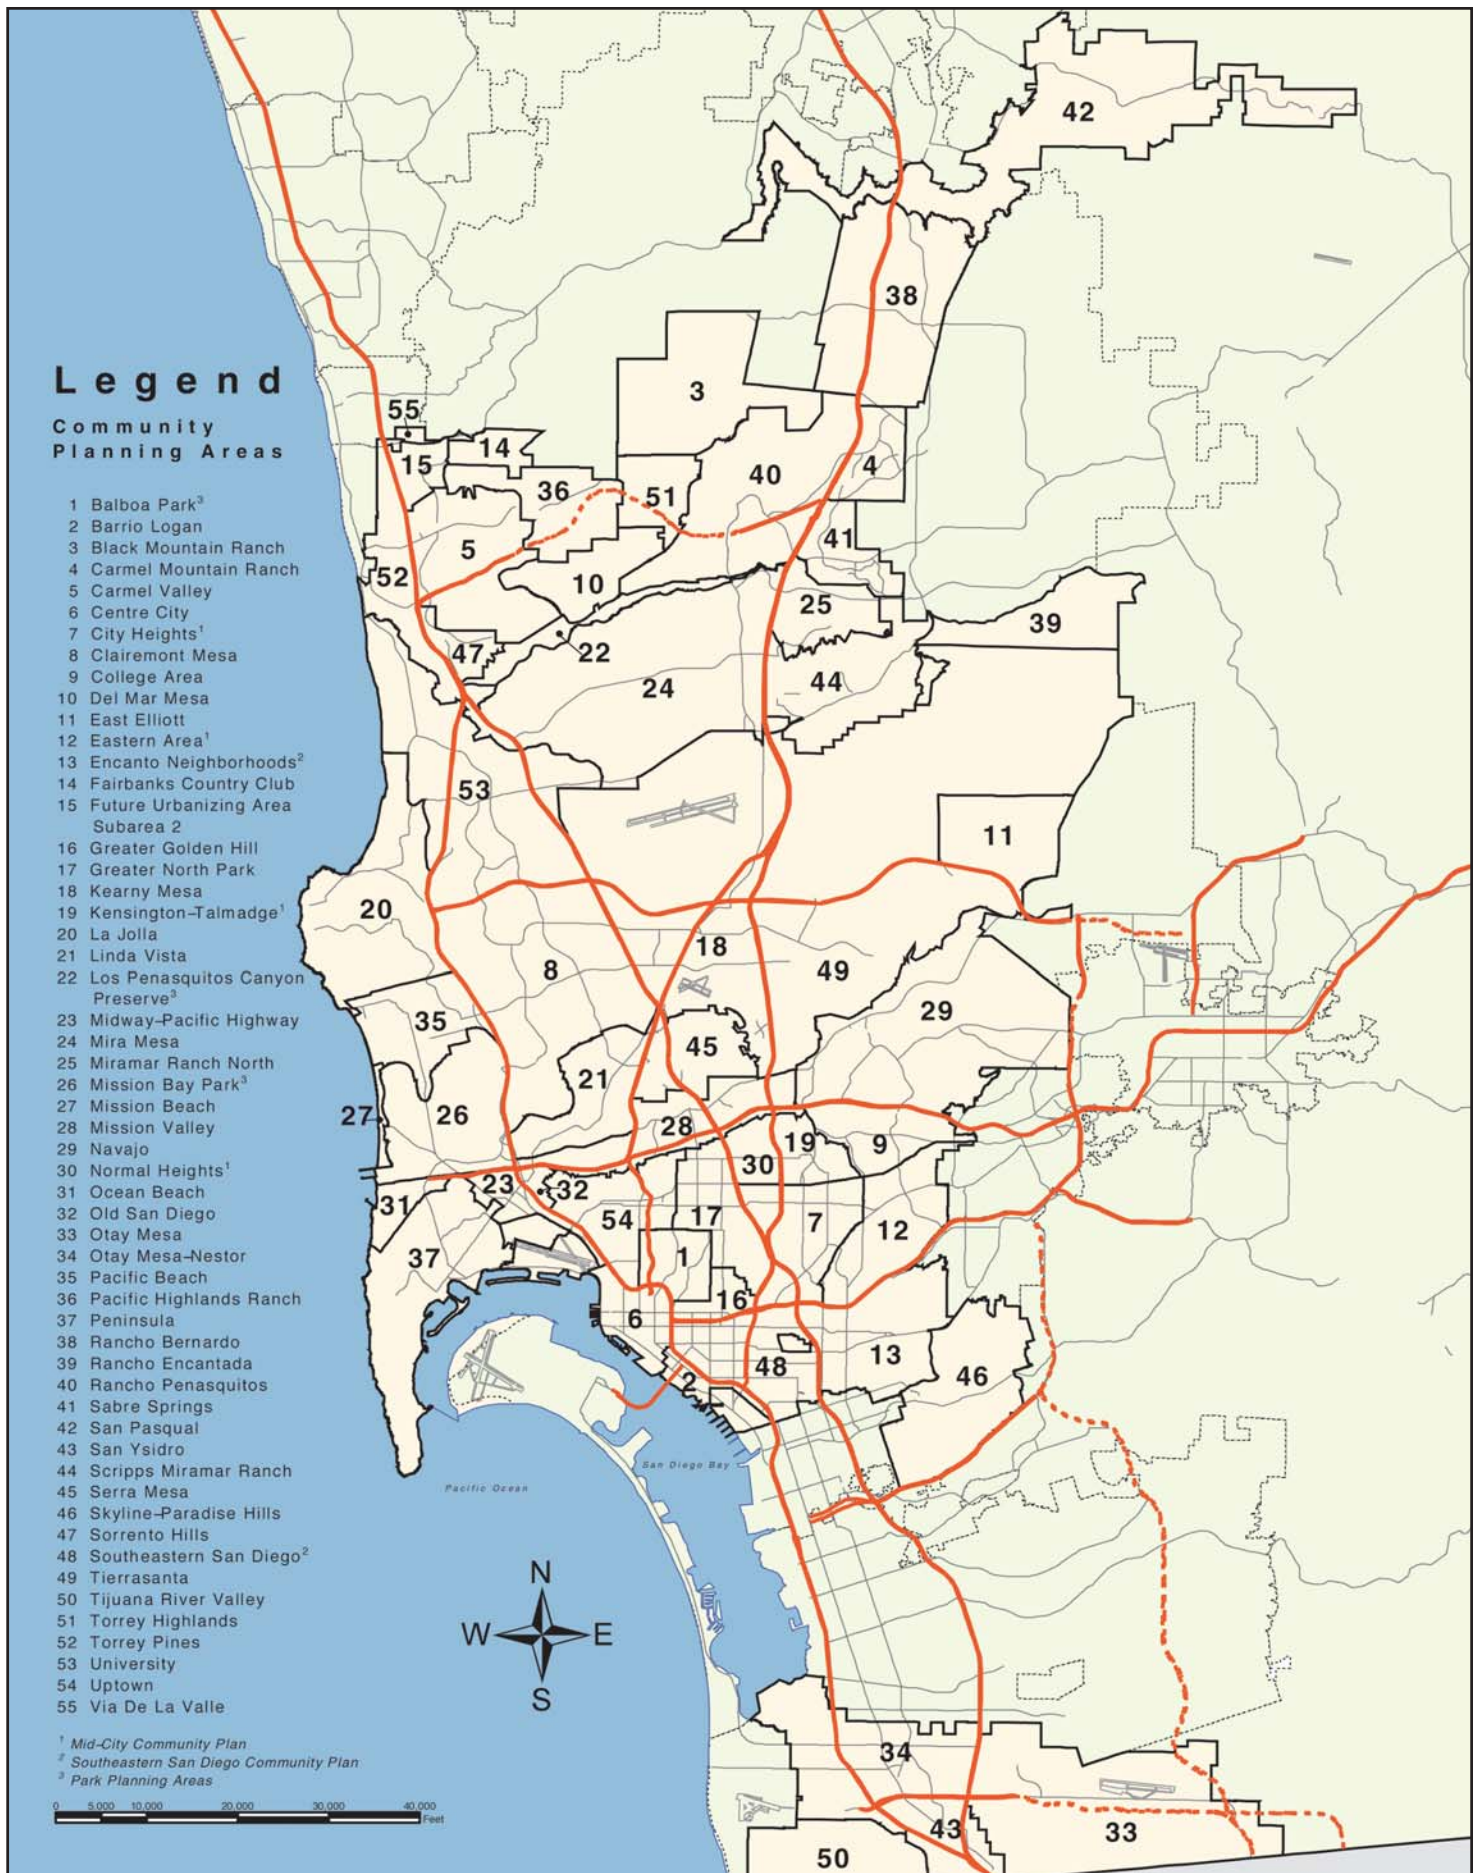 Legend
Community
Planning Areas
1 Balboa Park³
2 Barrio Logan
3 Black Mountain Ranch
4 Carmel Mountain Ranch
5 Carmel Valley
6 Centre City
7 City Heights¹
8 Clairemont Mesa
9 College Area
10 Del Mar Mesa
11 East Elliott
12 Eastern Area¹
13 Encanto Neighborhoods²
14 Fairbanks Country Club
15 Future Urbanizing Area
Subarea 2
16 Greater Golden Hill
17 Greater North Park
18 Kearny Mesa
19 Kensington–Talmadge¹
20 La Jolla
21 Linda Vista
22 Los Penasquitos Canyon
Preserve³
23 Midway–Pacific Highway
24 Mira Mesa
25 Miramar Ranch North
26 Mission Bay Park³
27 Mission Beach
28 Mission Valley
29 Navajo
30 Normal Heights¹
31 Ocean Beach
32 Old San Diego
33 Otay Mesa
34 Otay Mesa–Nestor
35 Pacific Beach
36 Pacific Highlands Ranch
37 Peninsula
38 Rancho Bernardo
39 Rancho Encantada
40 Rancho Penasquitos
41 Sabre Springs
42 San Pasqual
43 San Ysidro
44 Scripps Miramar Ranch
45 Serra Mesa
46 Skyline–Paradise Hills
47 Sorrento Hills
48 Southeastern San Diego²
49 Tierrasanta
50 Tijuana River Valley
51 Torrey Highlands
52 Torrey Pines
53 University
54 Uptown
55 Via De La Valle
¹ Mid–City Community Plan
² Southeastern San Diego Community Plan
³ Park Planning Areas
0 5,000 10,000 20,000 30,000 40,000
Feet
42
38
3
55
14
15
40
4
36
51
41
5
52
10
25
39
22
47
24
44
53
11
20
18
8
49
29
35
45
21
27
26
28
19
9
30
23
32
31
54
17
7
12
37
1
16
6
13
48
46
2
San Diego Bay
Pacific Ocean
N
W E
S
34
43
33
50